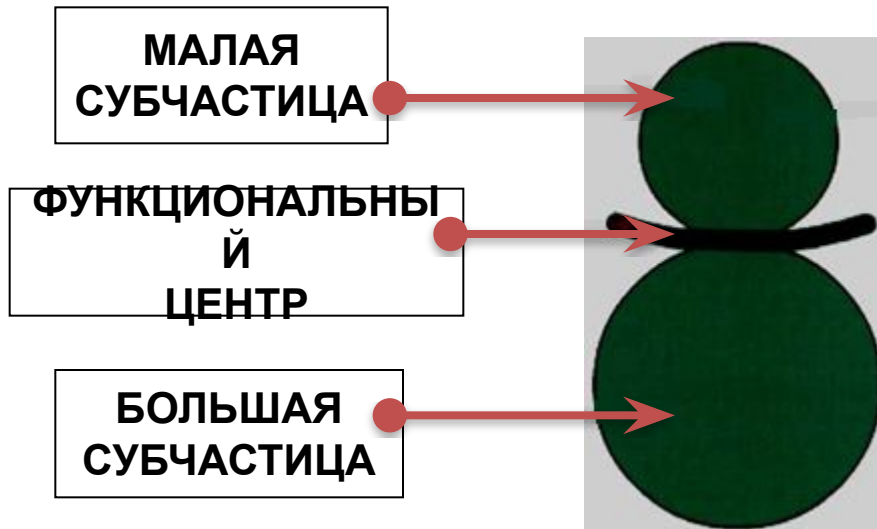 МАЛАЯ
СУБЧАСТИЦА
ФУНКЦИОНАЛЬНЫ
Й
ЦЕНТР
БОЛЬШАЯ
СУБЧАСТИЦА